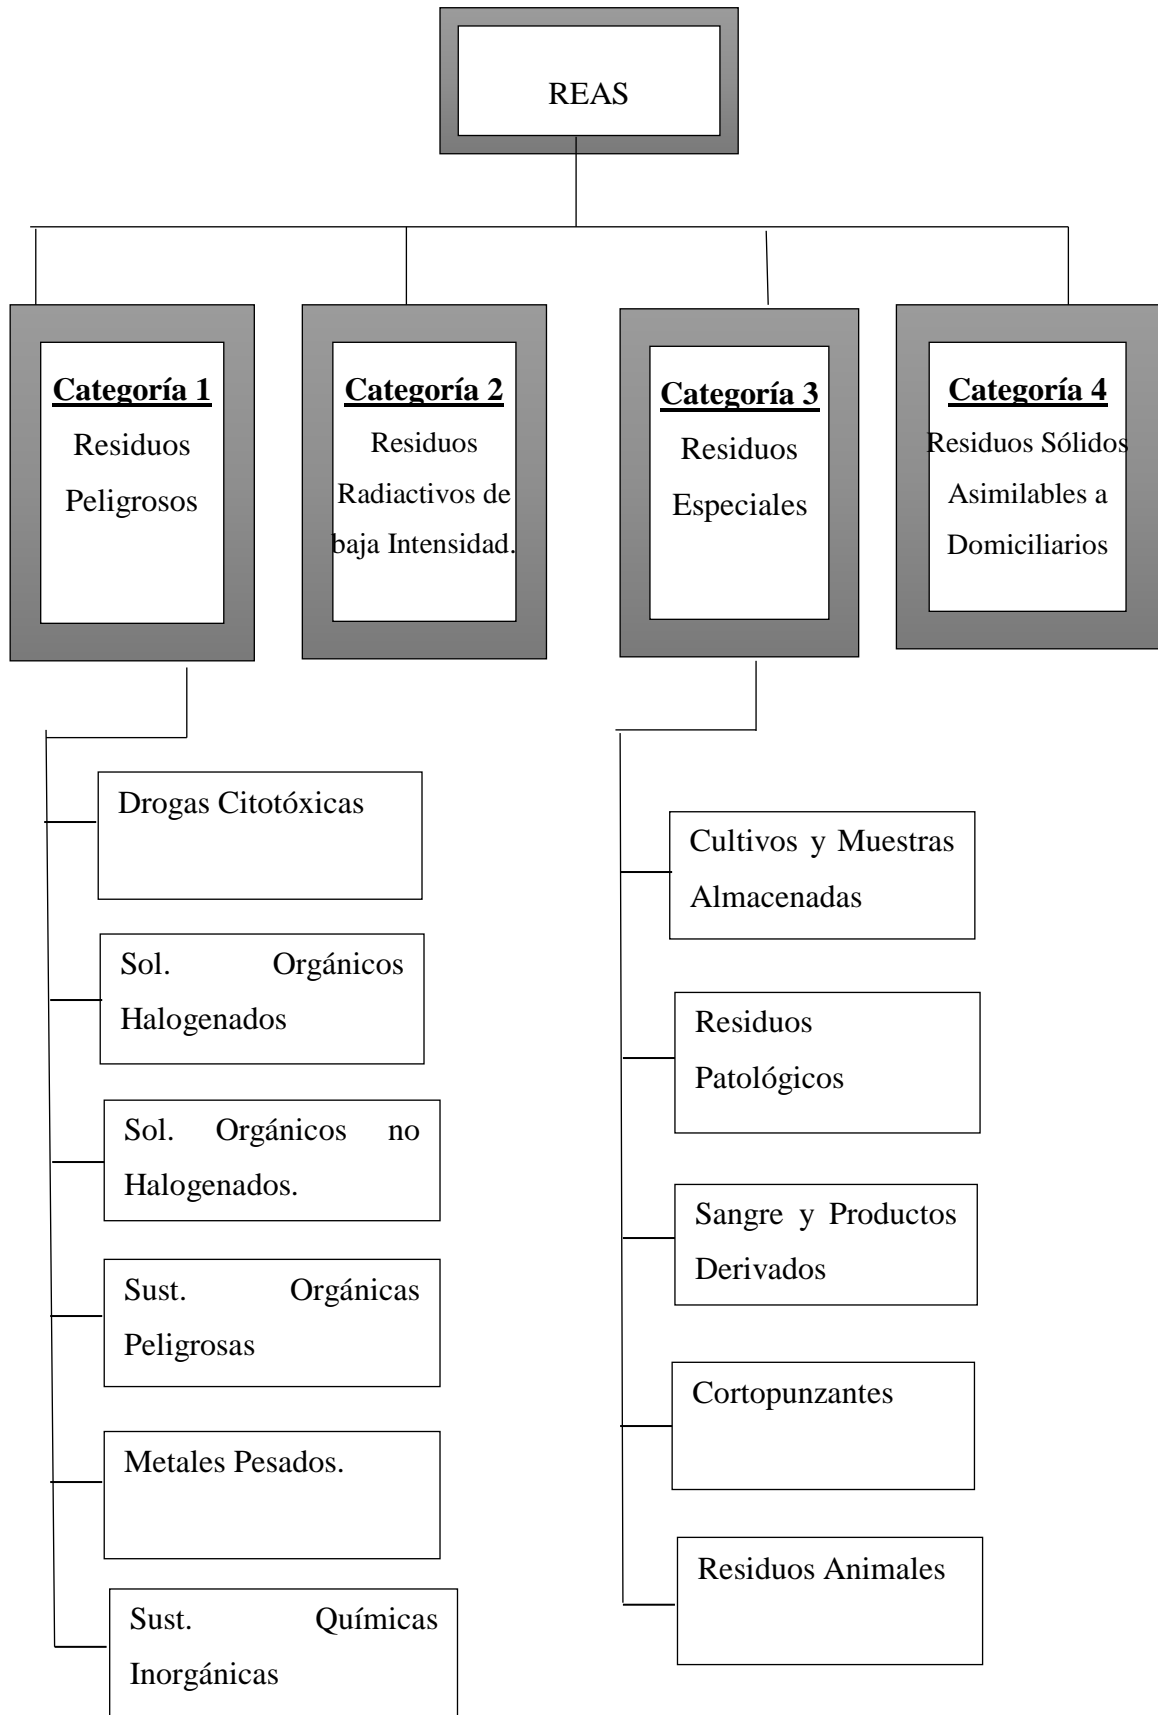 REAS
Categoría 1
Residuos
Peligrosos
Categoría 2
Residuos
Radiactivos de
baja Intensidad.
Categoría 3
Residuos
Especiales
Categoría 4
Residuos Sólidos
Asimilables a
Domiciliarios
Drogas Citotóxicas
Sol. Orgánicos
Halogenados
Sol. Orgánicos no
Halogenados.
Sust. Orgánicas
Peligrosas
Metales Pesados.
Sust. Químicas
Inorgánicas
Cultivos y Muestras
Almacenadas
Residuos
Patológicos
Sangre y Productos
Derivados
Cortopunzantes
Residuos Animales